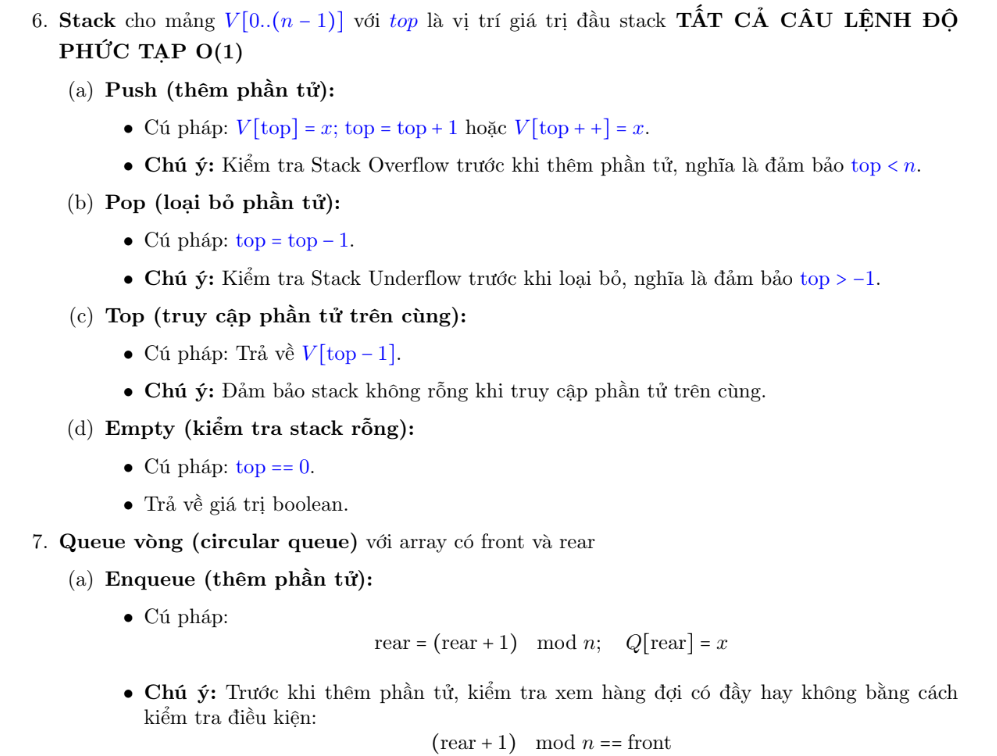 6. Stack cho mảng V[0..(n − 1)] với top là vị trí giá trị đầu stack TẤT CẢ CÂU LỆNH ĐỘ
PHỨC TẠP O(1)
(a) Push (thêm phần tử):
• Cú pháp: V[top] = x; top = top + 1 hoặc V[top + +] = x.
• Chú ý: Kiểm tra Stack Overflow trước khi thêm phần tử, nghĩa là đảm bảo top < n.
(b) Pop (loại bỏ phần tử):
• Cú pháp: top = top − 1.
• Chú ý: Kiểm tra Stack Underflow trước khi loại bỏ, nghĩa là đảm bảo top > −1.
(c) Top (truy cập phần tử trên cùng):
• Cú pháp: Trả về V[top − 1].
• Chú ý: Đảm bảo stack không rỗng khi truy cập phần tử trên cùng.
(d) Empty (kiểm tra stack rỗng):
• Cú pháp: top == 0.
• Trả về giá trị boolean.
7. Queue vòng (circular queue) với array có front và rear
(a) Enqueue (thêm phần tử):
• Cú pháp:
rear = (rear + 1) mod n; Q[rear] = x
• Chú ý: Trước khi thêm phần tử, kiểm tra xem hàng đợi có đầy hay không bằng cách
kiểm tra điều kiện:
(rear + 1) mod n == front